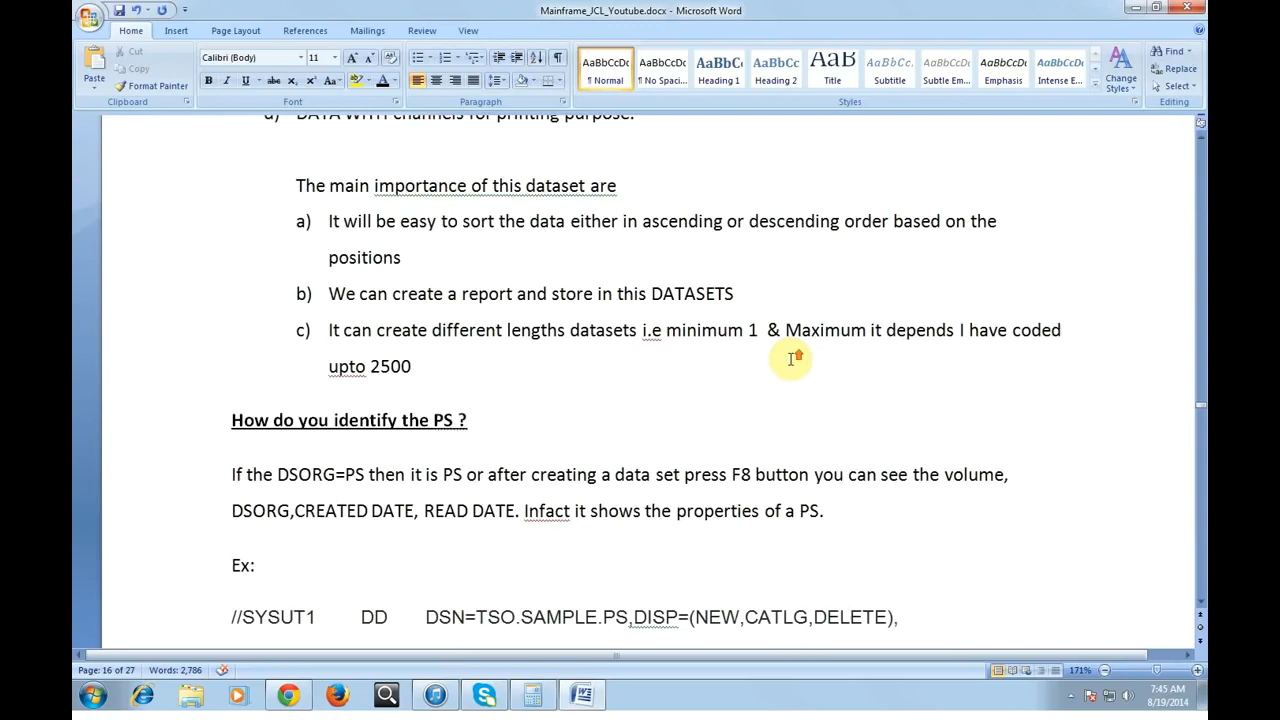 Mainframe_JCL_Youtube.docx - Microsoft Word
Home Insert Page Layout References Mailings Review View
Cut
Copy
Format Painter
Paste
Clipboard
Calibri (Body) 11
Font
Paragraph
AaBbCcDc AaBbCcDc AaBbC AaBbCc AaB AaBbCc. AaBbCcDc AaBbCcDc AaBbCcDc
¶ Normal ¶ No Spaci... Heading 1 Heading 2 Title Subtitle Subtle Em... Emphasis Intense E...
Change Styles
Styles
Find
Replace
Select
Editing
d) DATA WITH channels for printing purpose.
The main importance of this dataset are
a) It will be easy to sort the data either in ascending or descending order based on the
positions
b) We can create a report and store in this DATASETS
c) It can create different lengths datasets i.e minimum 1 & Maximum it depends I have coded
upto 2500
How do you identify the PS ?
If the DSORG=PS then it is PS or after creating a data set press F8 button you can see the volume,
DSORG,CREATED DATE, READ DATE. Infact it shows the properties of a PS.
Ex:
//SYSUT1 DD DSN=TSO.SAMPLE.PS,DISP=(NEW,CATLG,DELETE),
Page: 16 of 27 Words: 2,786 171%
7:45 AM
8/19/2014